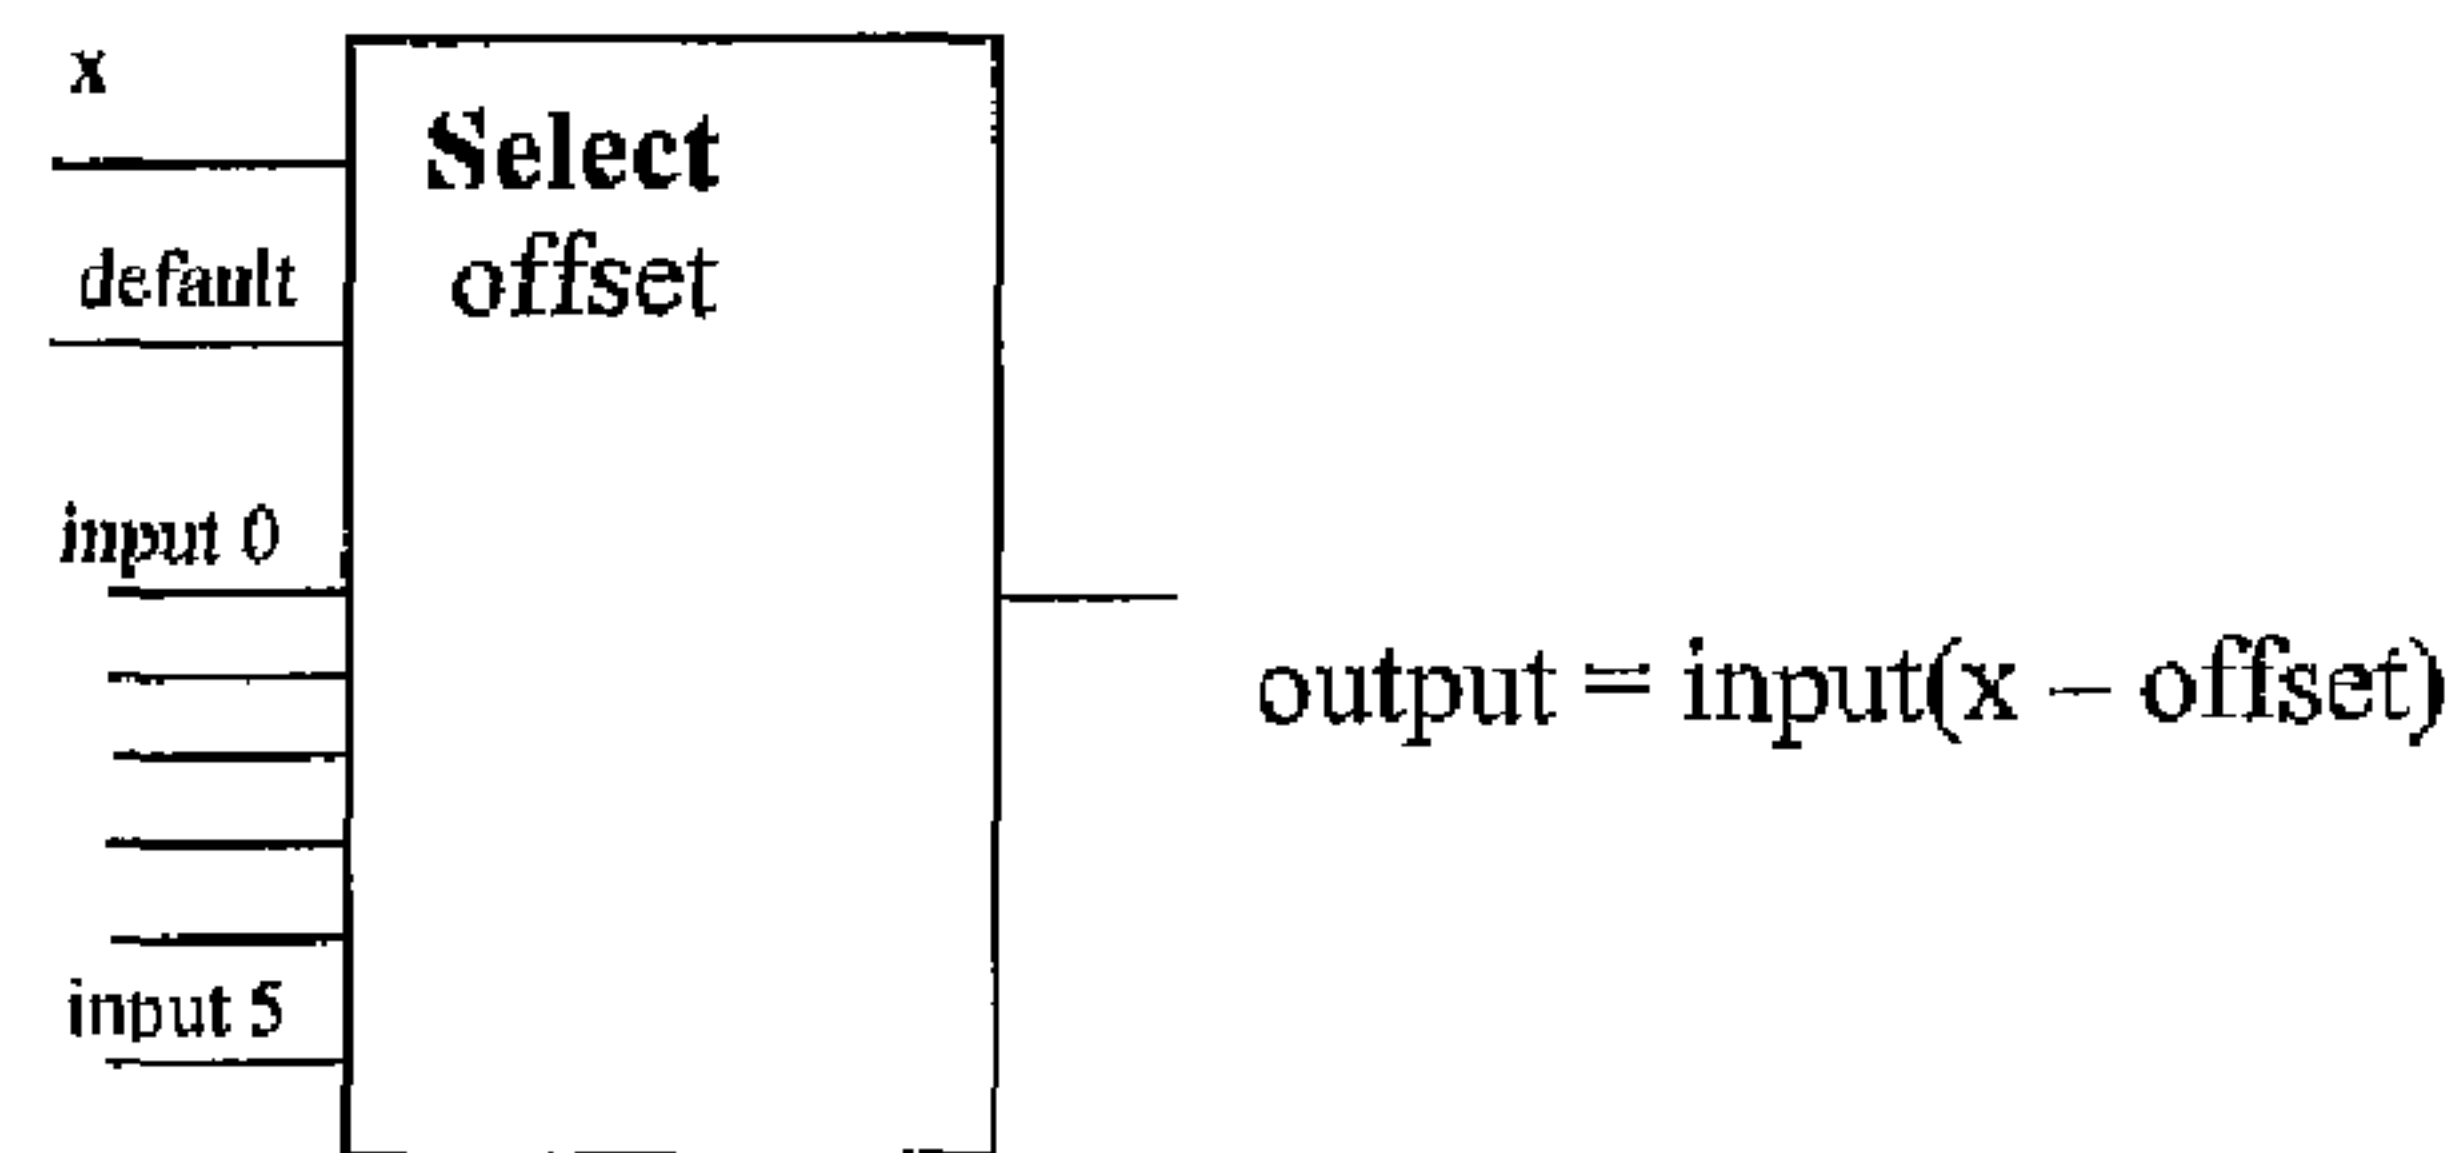 x
Select
default
offset
input 0
output = input(x – offset)
input 5